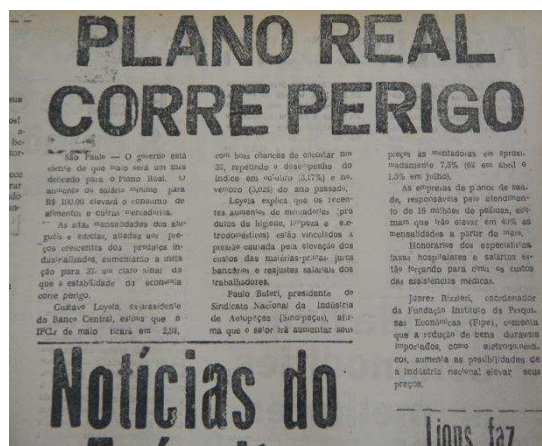 PLANO REAL
CORRE PERIGO
São Paulo — O governo está
ciente de que maio será um mês
delicado para o Plano Real. O
aumento do salário mínimo para
R$ 100,00 elevará o consumo de
alimentos e outras mercadorias.
As altas mensalidades dos alu-
guéis e escolas, aliadas aos pre-
ços crescentes dos produtos in-
dustrializados, aumentarão a infla-
ção para 3%, um claro sinal de
que a estabilidade da economia
corre perigo.
Gustavo Loyola, ex-presidente
do Banco Central, estima que o
IPC.r de maio ficará em 2,8%,
com boas chances de encostar nos
3%, repetindo o desempenho do
índice em outubro (3,17%) e no-
vembro (3,02%) do ano passado.
Loyola explica que os recen-
tes aumentos de mercadorias (pro
dutos de higiene, limpeza e ele-
trodomésticos) estão vinculados à
pressão causada pela elevação dos
custos das matérias-primas, juros
bancários e reajustes salariais dos
trabalhadores.
Paulo Butori, presidente do
Sindicato Nacional da Indústria
de Autopeças (Sindipeças), afir-
ma que o setor irá aumentar seus
preços às montadoras em aproxi-
madamente 7,5% (6% em abril e
1,5% em julho).
As empresas de planos de saú-
de, responsáveis pelo atendimen-
to de 16 milhões de pessoas, esti-
mam que irão elevar em 40% as
mensalidades a partir de maio.
Honorários dos especialistas
taxas hospitalares e salários es-
tão forçando para cima os custos
das assistências médicas.
Juarez Rizzieri, coordenador
da Fundação Instituto de Pesqui-
sas Econômicas (Fipe), comenta
que a redução de bens duráveis
importados, como eletrodomésti-
cos, aumenta as possibilidades de
a indústria nacional elevar seus
preços.
Notícias do
Lions faz